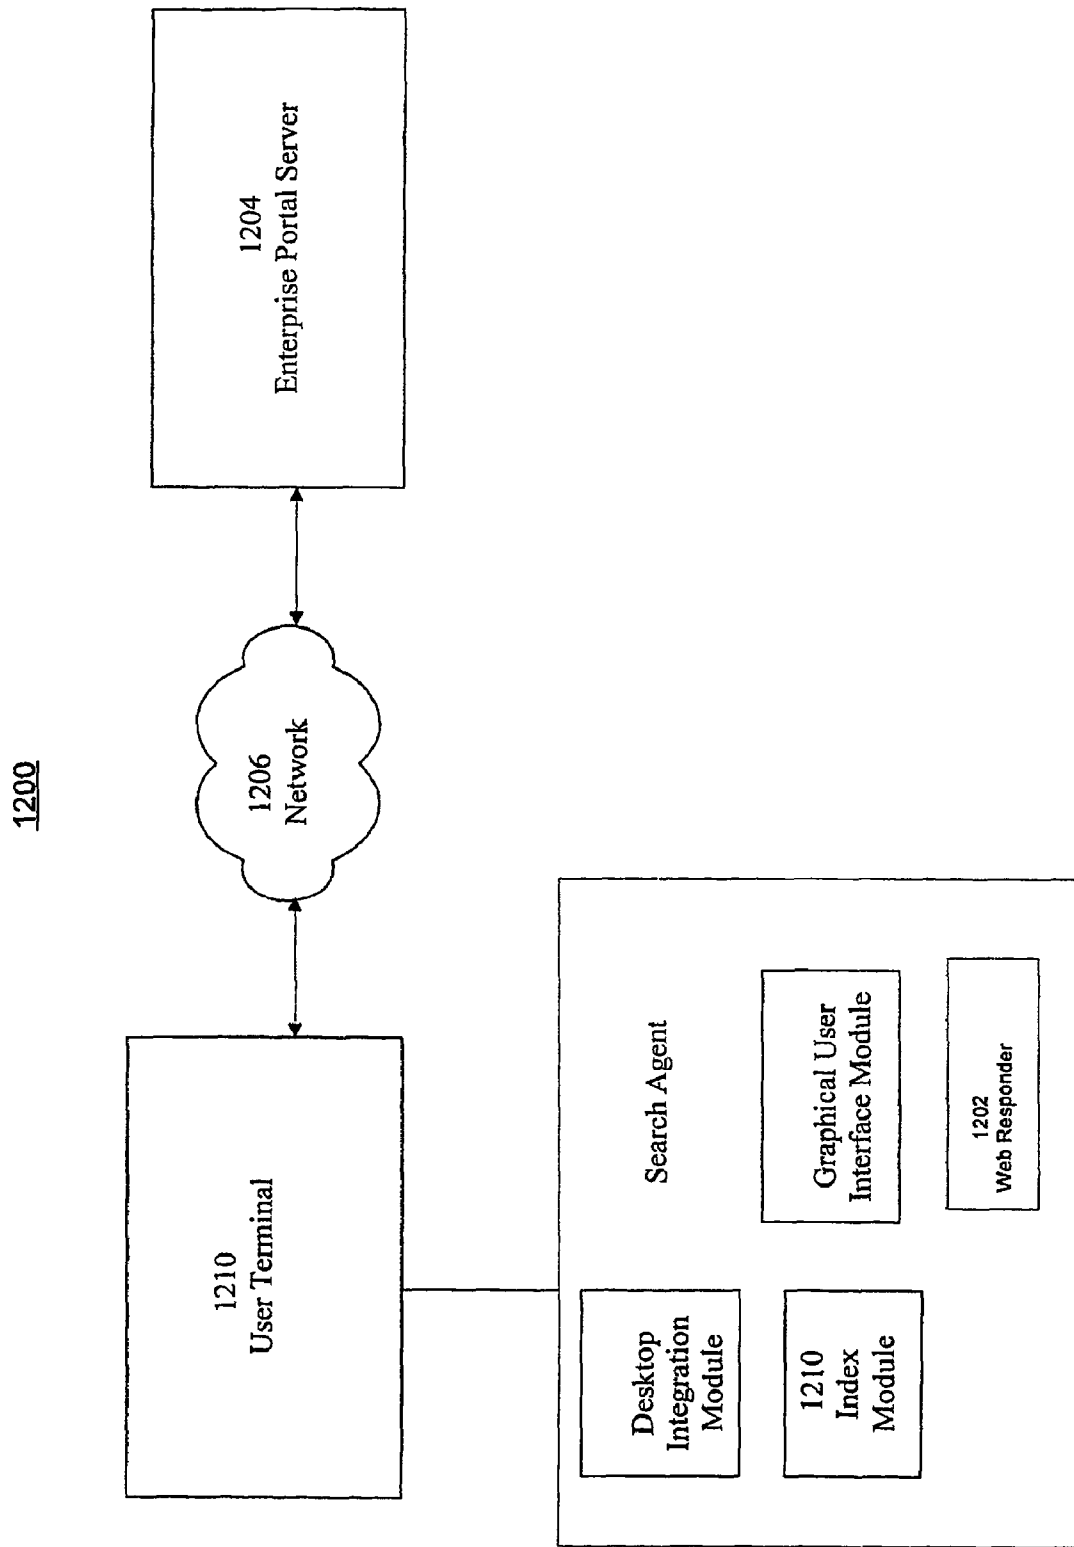 1200
1210
User Terminal
1206
Network
1204
Enterprise Portal Server
Search Agent
Desktop
Integration
Module
Graphical User
Interface Module
1210
Index
Module
1202
Web Responder